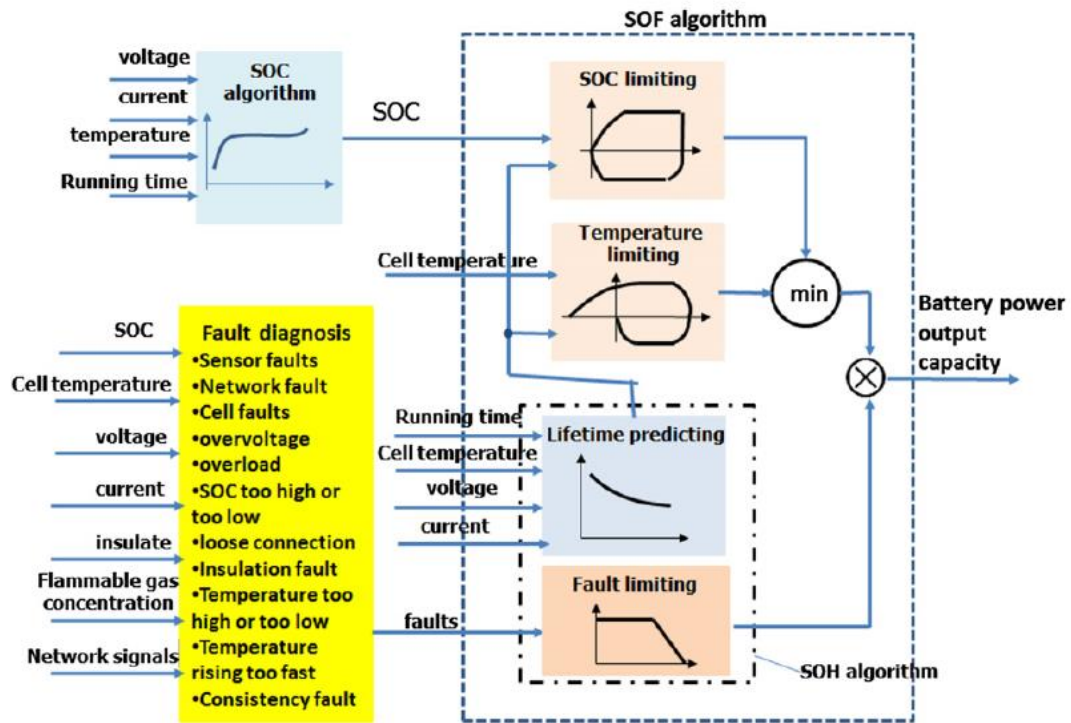 SOF algorithm
voltage
current
temperature
Running time
SOC
algorithm
SOC
SOC limiting
Temperature
limiting
Cell temperature
min
Battery power
output
capacity
SOC
Cell temperature
voltage
current
insulate
Flammable gas
concentration
Network signals
Fault diagnosis
•Sensor faults
•Network fault
•Cell faults
•overvoltage
•overload
•SOC too high or
too low
•loose connection
•Insulation fault
•Temperature too
high or too low
•Temperature
rising too fast
•Consistency fault
Running time
Cell temperature
voltage
current
Lifetime predicting
faults
Fault limiting
SOH algorithm